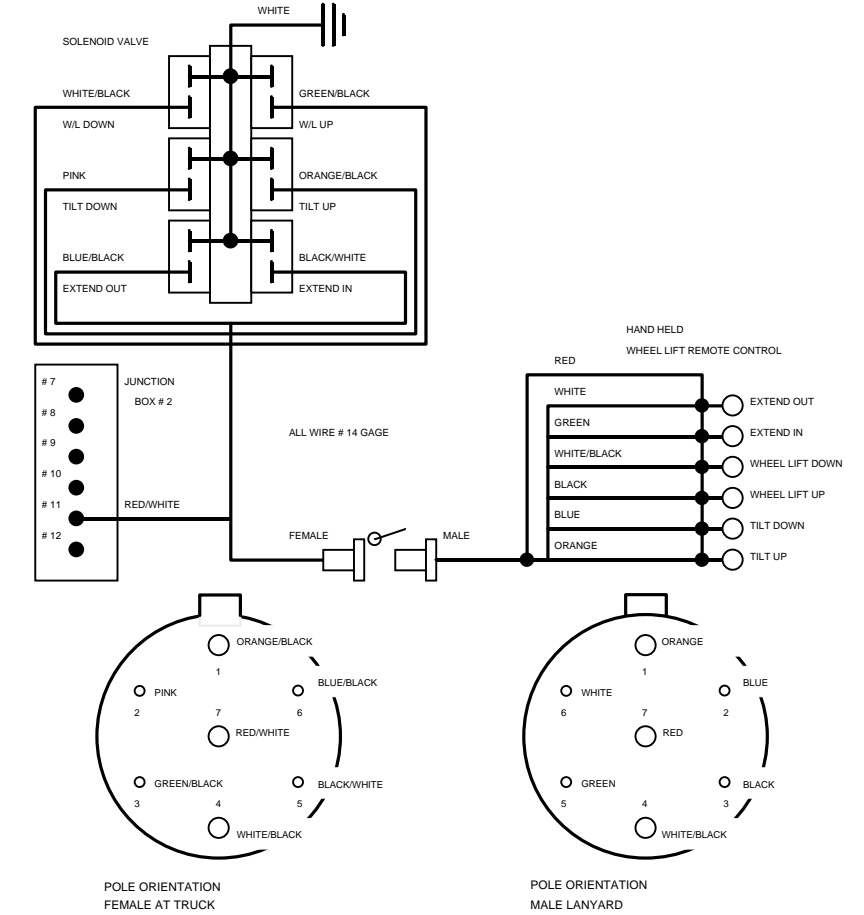 WHITE
SOLENOID VALVE
WHITE/BLACK
GREEN/BLACK
W/L DOWN
W/L UP
PINK
ORANGE/BLACK
TILT DOWN
TILT UP
BLUE/BLACK
BLACK/WHITE
EXTEND OUT
EXTEND IN
HAND HELD
WHEEL LIFT REMOTE CONTROL
# 7
# 8
# 9
# 10
# 11
# 12
JUNCTION
BOX # 2
RED/WHITE
ALL WIRE # 14 GAGE
FEMALE
MALE
RED
WHITE
GREEN
WHITE/BLACK
BLACK
BLUE
ORANGE
EXTEND OUT
EXTEND IN
WHEEL LIFT DOWN
WHEEL LIFT UP
TILT DOWN
TILT UP
ORANGE/BLACK
1
BLUE/BLACK
PINK
2
7
6
RED/WHITE
GREEN/BLACK
BLACK/WHITE
3
4
5
WHITE/BLACK
POLE ORIENTATION
FEMALE AT TRUCK
ORANGE
1
BLUE
WHITE
6
7
2
RED
GREEN
BLACK
5
4
3
WHITE/BLACK
POLE ORIENTATION
MALE LANYARD